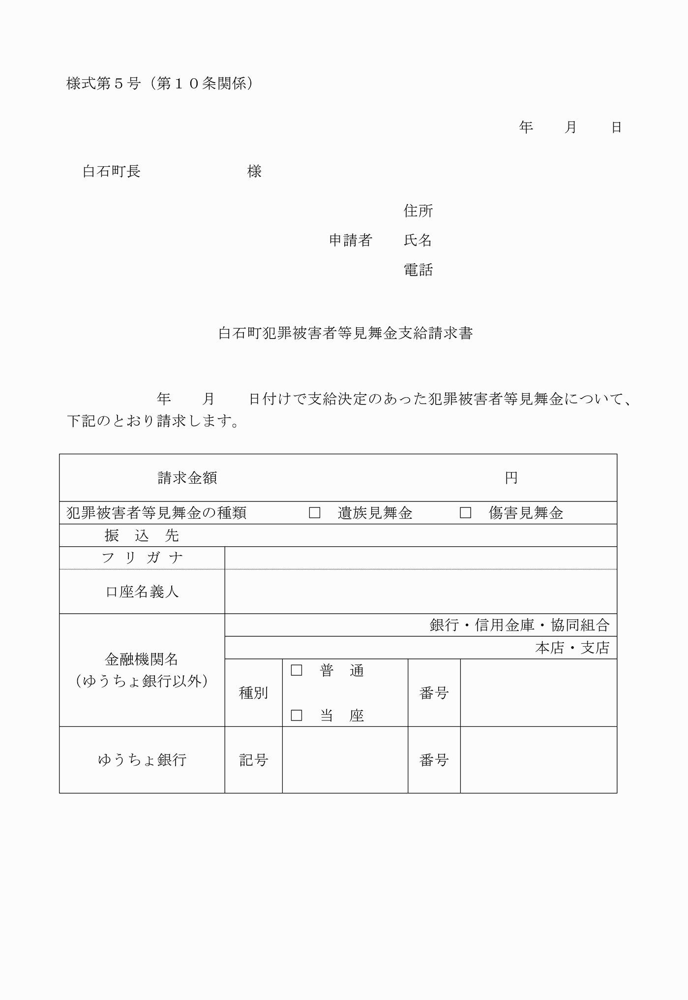 様式第５号（第１０条関係）
年　　月　　日
白石町長　　　　　　　様
住所
申請者　　氏名
電話
白石町犯罪被害者等見舞金支給請求書
年　　月　　日付けで支給決定のあった犯罪被害者等見舞金について、
下記のとおり請求します。
請求金額　　　　　　　円
犯罪被害者等見舞金の種類　　□　遺族見舞金　　□　傷害見舞金
振　込　先
フリガナ
口座名義人
銀行・信用金庫・協同組合
本店・支店
金融機関名
（ゆうちょ銀行以外）
種別
□　普　通
□　当　座
番号
ゆうちょ銀行　　記号　　番号